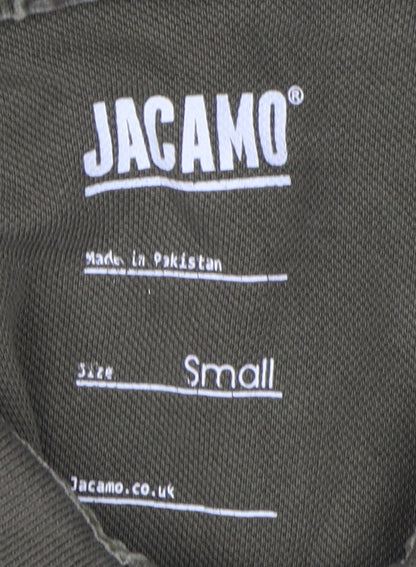 JACAMO®
Made in Pakistan
Size Small
Jacamo.co.uk